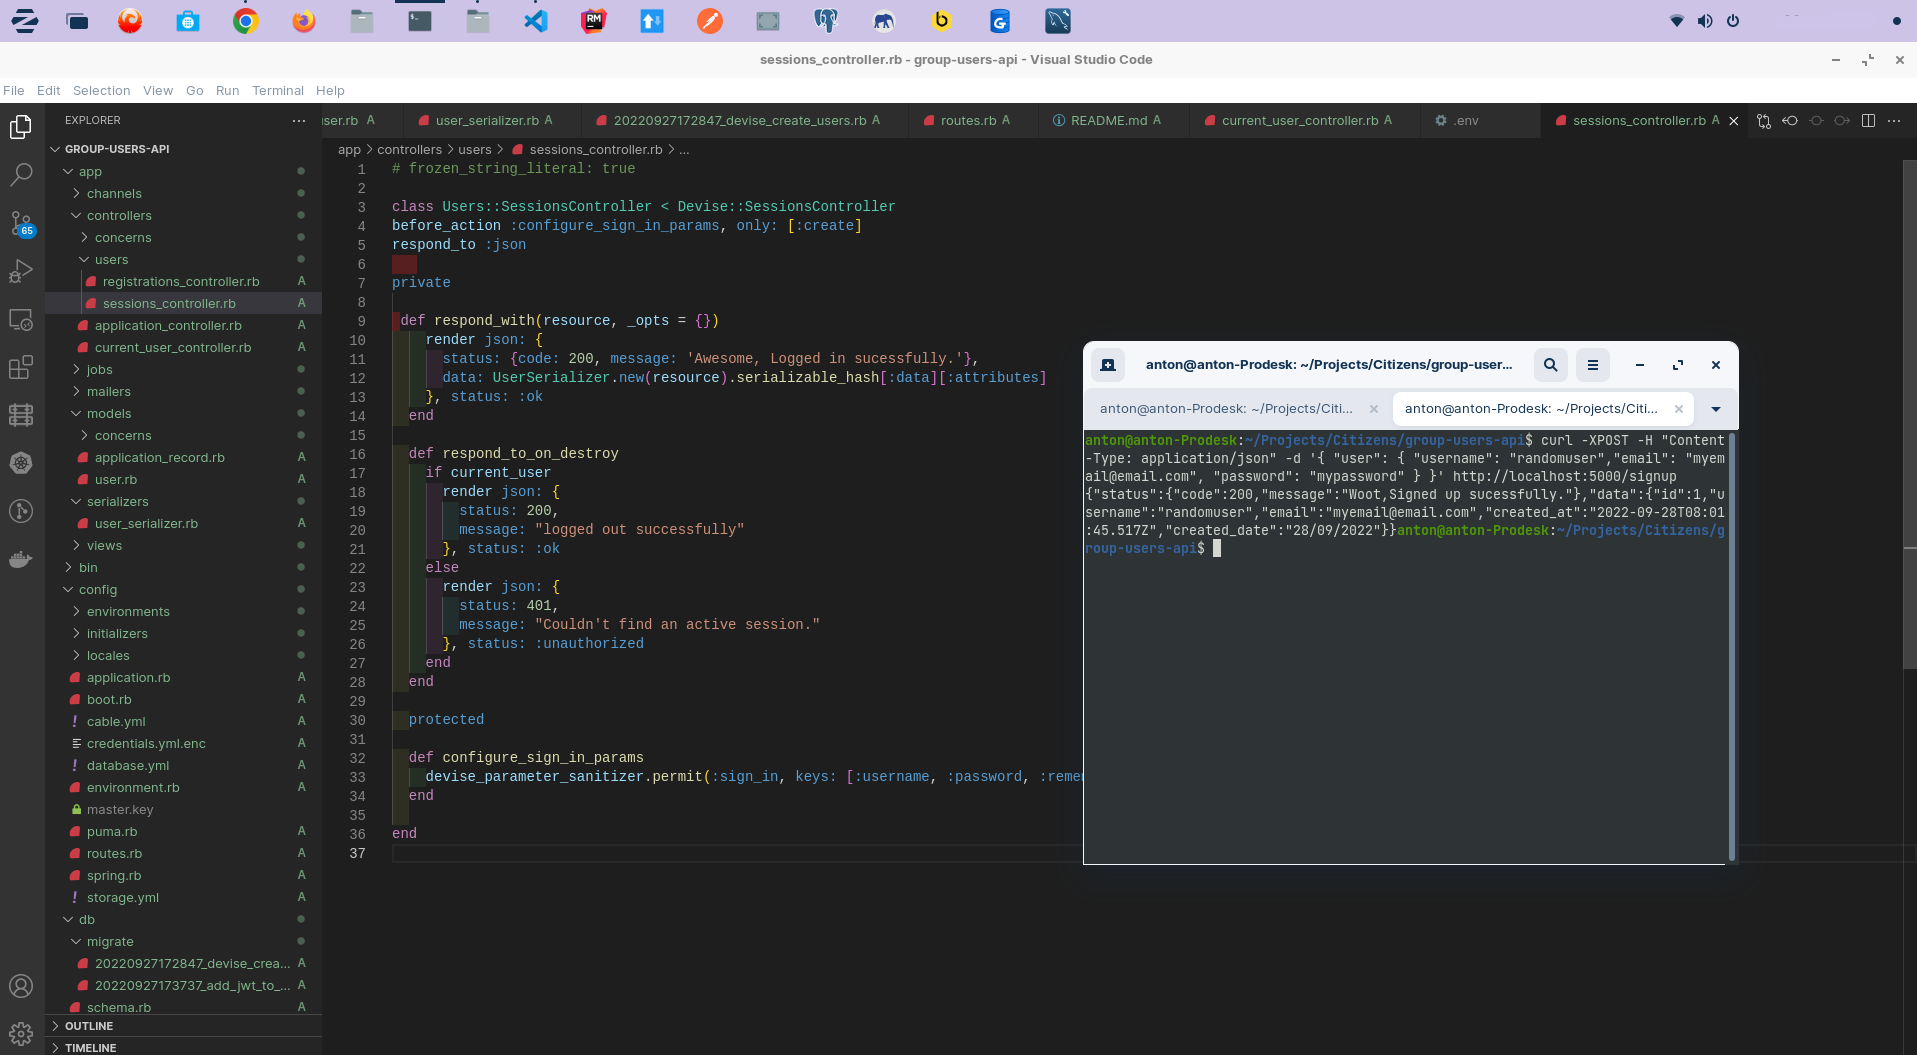 sessions_controller.rb - group-users-api - Visual Studio Code
File Edit Selection View Go Run Terminal Help
EXPLORER
ser.rb A
user_serializer.rb A
20220927172847_devise_create_users.rb A
routes.rb A
README.md A
current_user_controller.rb A
.env
sessions_controller.rb A
app > controllers > users > sessions_controller.rb > ...
65
GROUP-USERS-API
app
channels
controllers
concerns
users
registrations_controller.rb A
sessions_controller.rb A
application_controller.rb A
current_user_controller.rb A
jobs
mailers
models
concerns
application_record.rb A
user.rb A
serializers
user_serializer.rb A
views
bin
config
environments
initializers
locales
application.rb A
boot.rb A
! cable.yml A
credentials.yml.enc A
! database.yml A
environment.rb A
master.key
puma.rb A
routes.rb A
spring.rb A
! storage.yml A
db
migrate
20220927172847_devise_crea... A
20220927173737_add_jwt_to_... A
schema.rb A
OUTLINE
TIMELINE
1 # frozen_string_literal: true
2
3 class Users::SessionsController < Devise::SessionsController
4 before_action :configure_sign_in_params, only: [:create]
5 respond_to :json
6
7 private
8
9 def respond_with(resource, _opts = {})
10 render json: {
11 status: {code: 200, message: 'Awesome, Logged in sucessfully.'},
12 data: UserSerializer.new(resource).serializable_hash[:data][:attributes]
13 }, status: :ok
14 end
15
16 def respond_to_on_destroy
17 if current_user
18 render json: {
19 status: 200,
20 message: "logged out successfully"
21 }, status: :ok
22 else
23 render json: {
24 status: 401,
25 message: "Couldn't find an active session."
26 }, status: :unauthorized
27 end
28 end
29
30 protected
31
32 def configure_sign_in_params
33 devise_parameter_sanitizer.permit(:sign_in, keys: [:username, :password, :remem
34 end
35
36 end
37
anton@anton-Prodesk: ~/Projects/Citizens/group-user...
anton@anton-Prodesk: ~/Projects/Citi...
anton@anton-Prodesk: ~/Projects/Citi...
anton@anton-Prodesk:~/Projects/Citizens/group-users-api$ curl -XPOST -H "Content
-Type: application/json" -d '{ "user": { "username": "randomuser","email": "myem
ail@email.com", "password": "mypassword" } }' http://localhost:5000/signup
{"status":{"code":200,"message":"Woot,Signed up sucessfully."},"data":{"id":1,"u
sername":"randomuser","email":"myemail@email.com","created_at":"2022-09-28T08:01
:45.517Z","created_date":"28/09/2022"}}anton@anton-Prodesk:~/Projects/Citizens/g
roup-users-api$